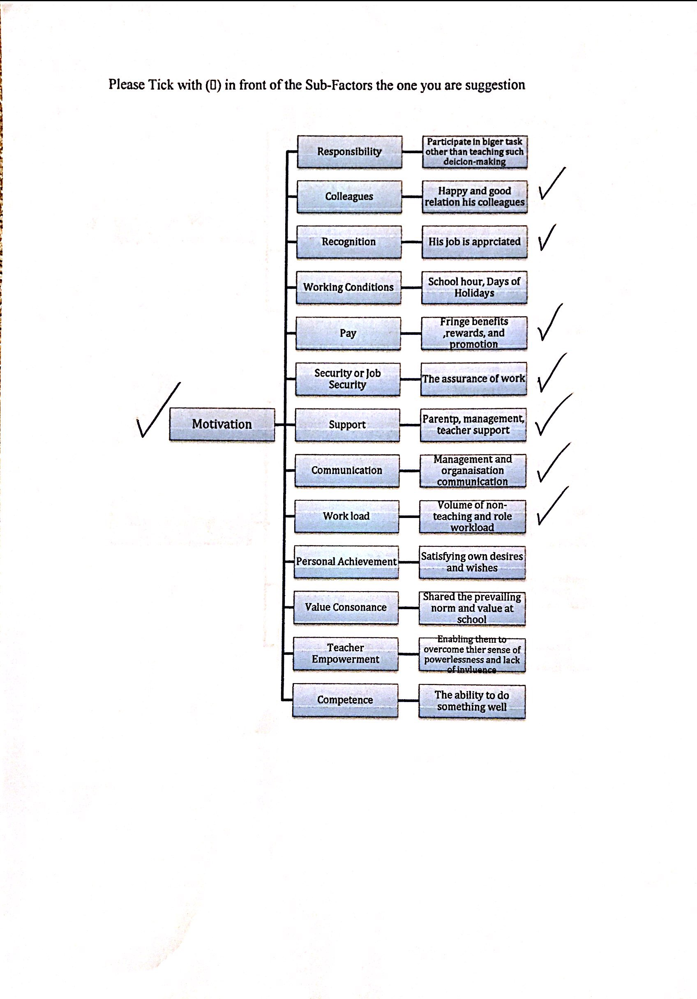 Please Tick with (▯) in front of the Sub-Factors the one you are suggestion
Responsibility
Participate in biger task
other than teaching such
deicion-making
Colleagues
Happy and good
relation his colleagues
✓
Recognition
His job is apprciated
✓
Working Conditions
School hour, Days of
Holidays
Pay
Fringe benefits
,rewards, and
promotion
✓
Security or Job
Security
The assurance of work
✓
✓
Motivation
Support
Parentp, management,
teacher support
✓
Communication
Management and
organaisation
communication
✓
Work load
Volume of non-
teaching and role
workload
✓
Personal Achievement
Satisfying own desires
and wishes
Value Consonance
Shared the prevailing
norm and value at
school
Teacher
Empowerment
Enabling them to
overcome thier sense of
powerlessness and lack
of invluence
Competence
The ability to do
something well